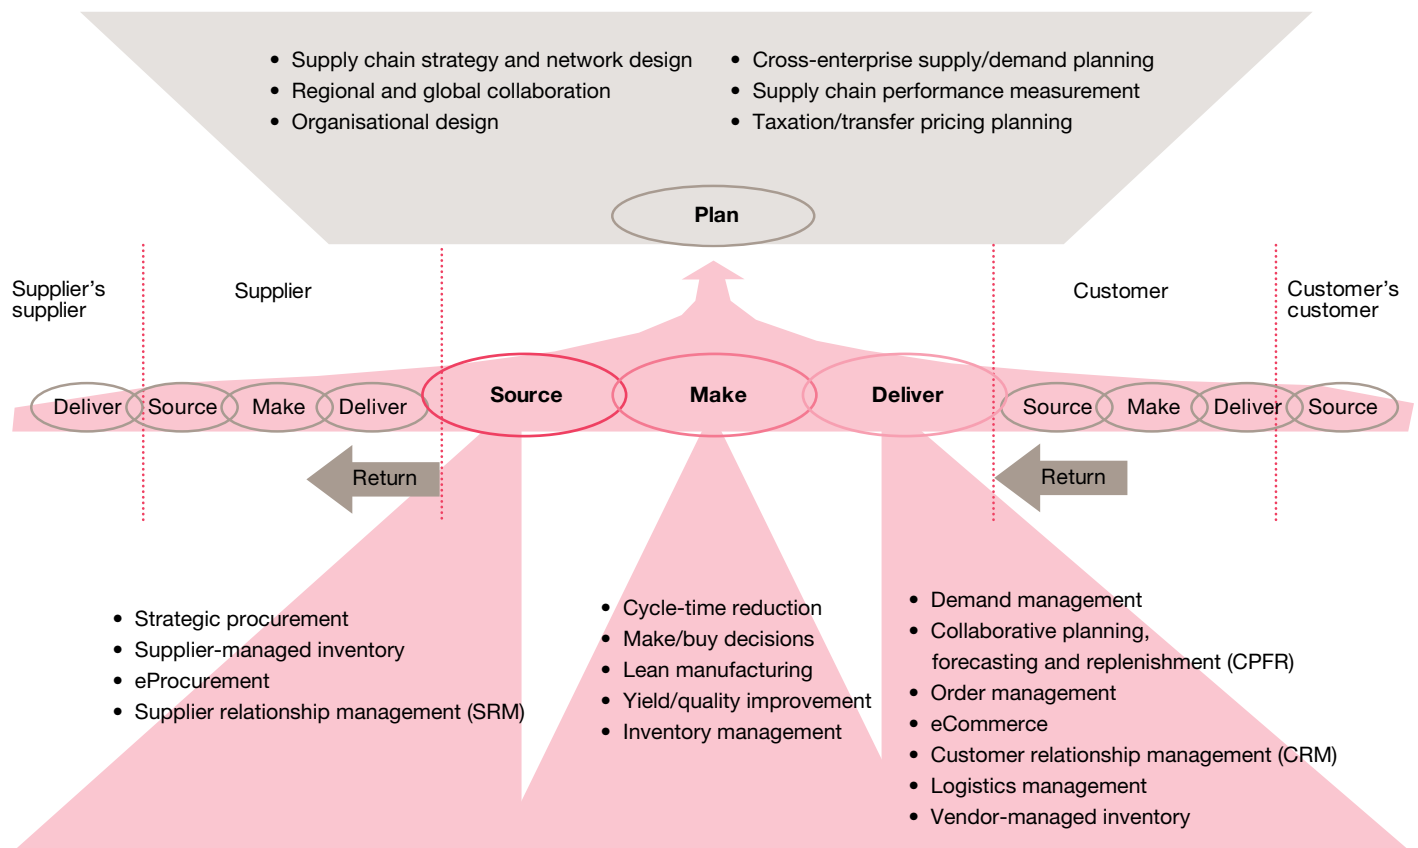 • Supply chain strategy and network design
• Regional and global collaboration
• Organisational design
• Cross-enterprise supply/demand planning
• Supply chain performance measurement
• Taxation/transfer pricing planning
Plan
Supplier’s
supplier
Supplier
Customer
Customer’s
customer
Deliver
Source
Make
Deliver
Source
Make
Deliver
Source
Make
Deliver
Source
Return
Return
• Strategic procurement
• Supplier-managed inventory
• eProcurement
• Supplier relationship management (SRM)
• Cycle-time reduction
• Make/buy decisions
• Lean manufacturing
• Yield/quality improvement
• Inventory management
• Demand management
• Collaborative planning,
forecasting and replenishment (CPFR)
• Order management
• eCommerce
• Customer relationship management (CRM)
• Logistics management
• Vendor-managed inventory